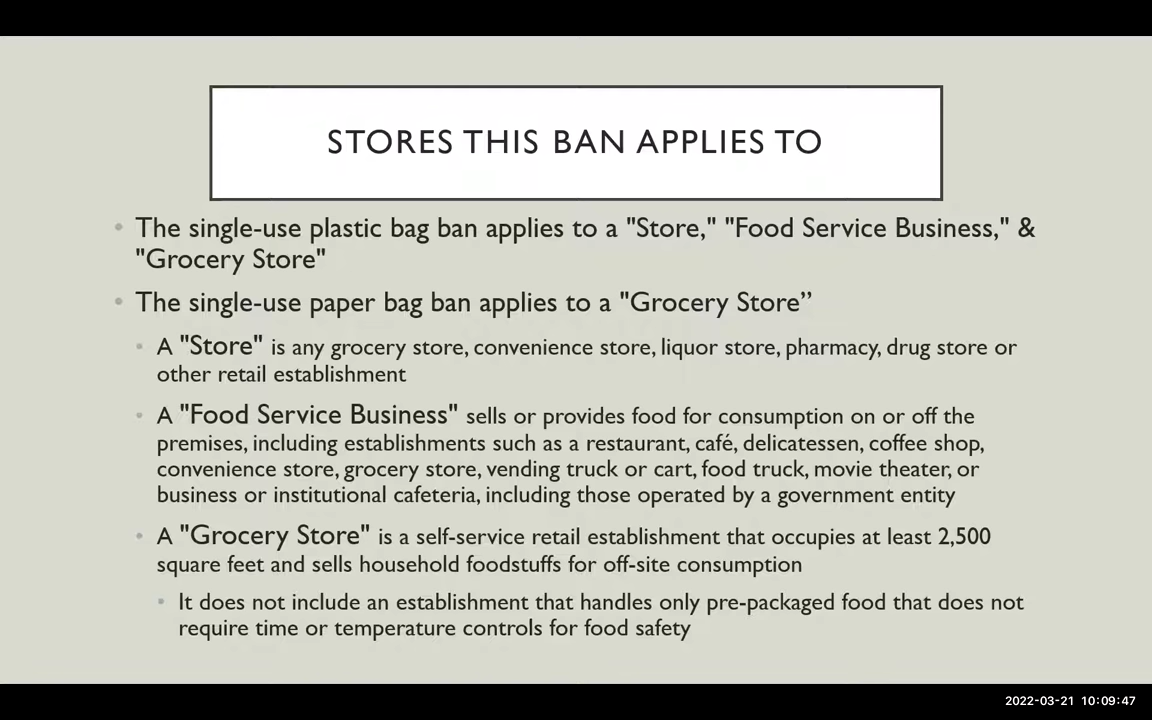 STORES THIS BAN APPLIES TO
• The single-use plastic bag ban applies to a "Store," "Food Service Business," &
"Grocery Store"
• The single-use paper bag ban applies to a "Grocery Store”
• A "Store" is any grocery store, convenience store, liquor store, pharmacy, drug store or
other retail establishment
• A "Food Service Business" sells or provides food for consumption on or off the
premises, including establishments such as a restaurant, café, delicatessen, coffee shop,
convenience store, grocery store, vending truck or cart, food truck, movie theater, or
business or institutional cafeteria, including those operated by a government entity
• A "Grocery Store" is a self-service retail establishment that occupies at least 2,500
square feet and sells household foodstuffs for off-site consumption
• It does not include an establishment that handles only pre-packaged food that does not
require time or temperature controls for food safety
2022-03-21 10:09:47